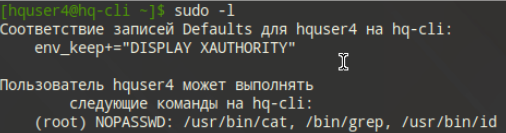 [hquser4@hq-cli ~]$ sudo -l
Соответствие записей Defaults для hquser4 на hq-cli:
env_keep+="DISPLAY XAUTHORITY"
Пользователь hquser4 может выполнять
следующие команды на hq-cli:
(root) NOPASSWD: /usr/bin/cat, /bin/grep, /usr/bin/id